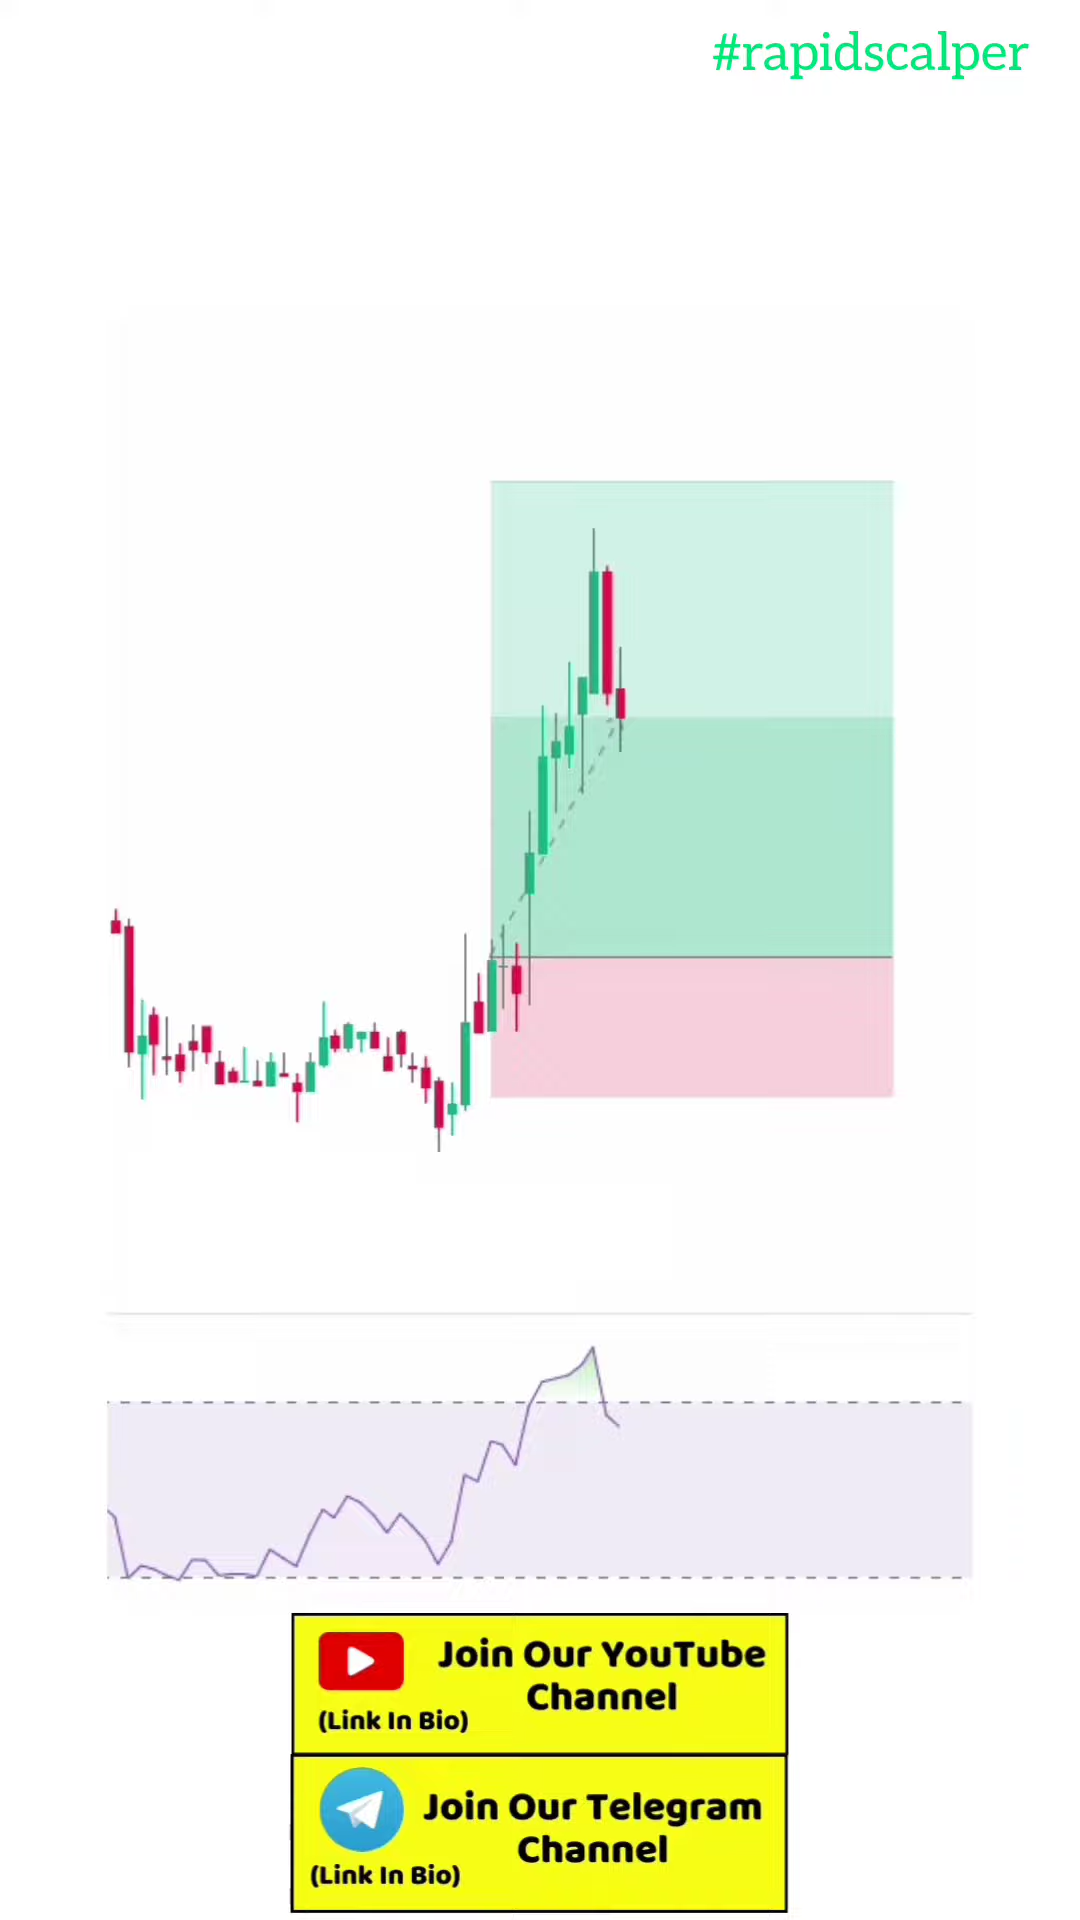 #rapidscalper
Join Our YouTube
Channel
(Link In Bio)
Join Our Telegram
Channel
(Link In Bio)